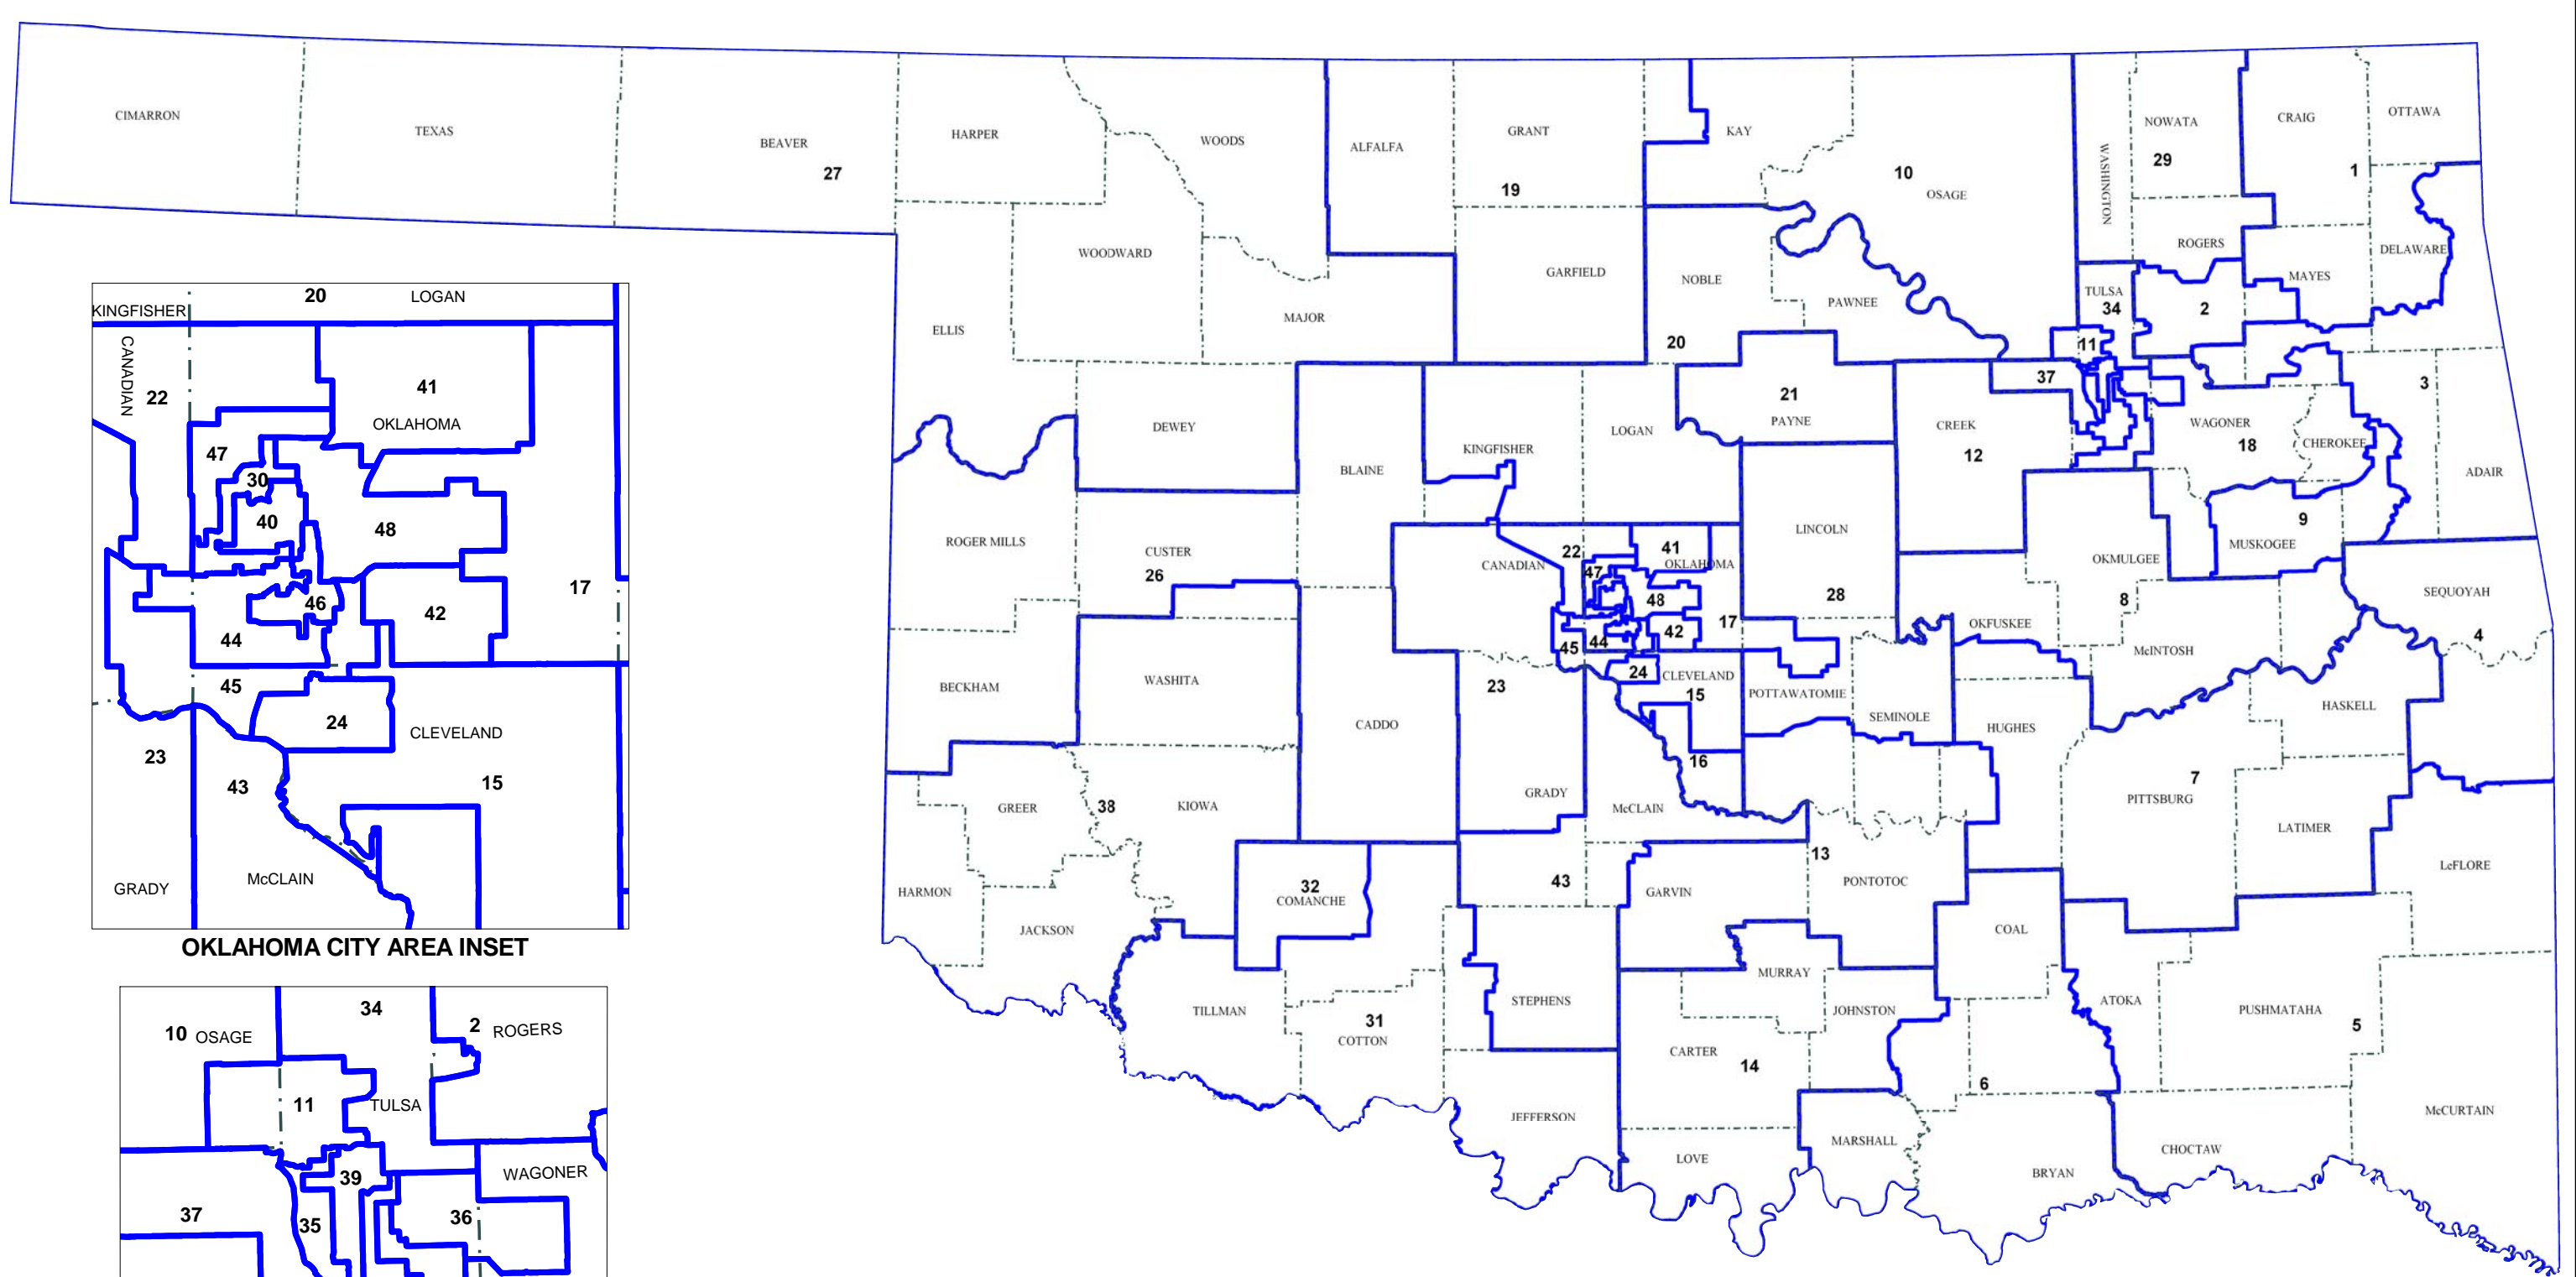 CIMARRON
TEXAS
BEAVER
27
HARPER
WOODS
ALFALFA
GRANT
19
KAY
10
OSAGE
WASHINGTON
NOWATA
29
CRAIG
1
OTTAWA
ELLIS
WOODWARD
MAJOR
GARFIELD
NOBLE
20
PAWNEE
ROGERS
TULSA
34
2
MAYES
DELAWARE
11
37
DEWEY
BLAINE
KINGFISHER
LOGAN
21
PAYNE
CREEK
12
WAGONER
18
CHEROKEE
3
ADAIR
ROGER MILLS
CUSTER
26
CANADIAN
22
41
47
OKLAHOMA
48
17
42
44
45
LINCOLN
28
OKMULGEE
8
MUSKOGEE
9
SEQUOYAH
4
OKFUSKEE
McINTOSH
BECKHAM
WASHITA
CADDO
23
GRADY
24
CLEVELAND
15
16
POTTAWATOMIE
SEMINOLE
HUGHES
HASKELL
7
PITTSBURG
LATIMER
LeFLORE
GREER
38
KIOWA
McCLAIN
13
HARMON
JACKSON
32
COMANCHE
43
GARVIN
PONTOTOC
COAL
MURRAY
TILLMAN
31
COTTON
STEPHENS
JOHNSTON
ATOKA
PUSHMATAHA
5
CARTER
14
6
McCURTAIN
JEFFERSON
LOVE
MARSHALL
BRYAN
CHOCTAW
20
LOGAN
KINGFISHER
CANADIAN
22
41
OKLAHOMA
47
30
40
48
17
46
42
44
45
24
CLEVELAND
23
43
15
GRADY
McCLAIN
OKLAHOMA CITY AREA INSET
34
10 OSAGE
2 ROGERS
11
TULSA
39
WAGONER
37
35
36